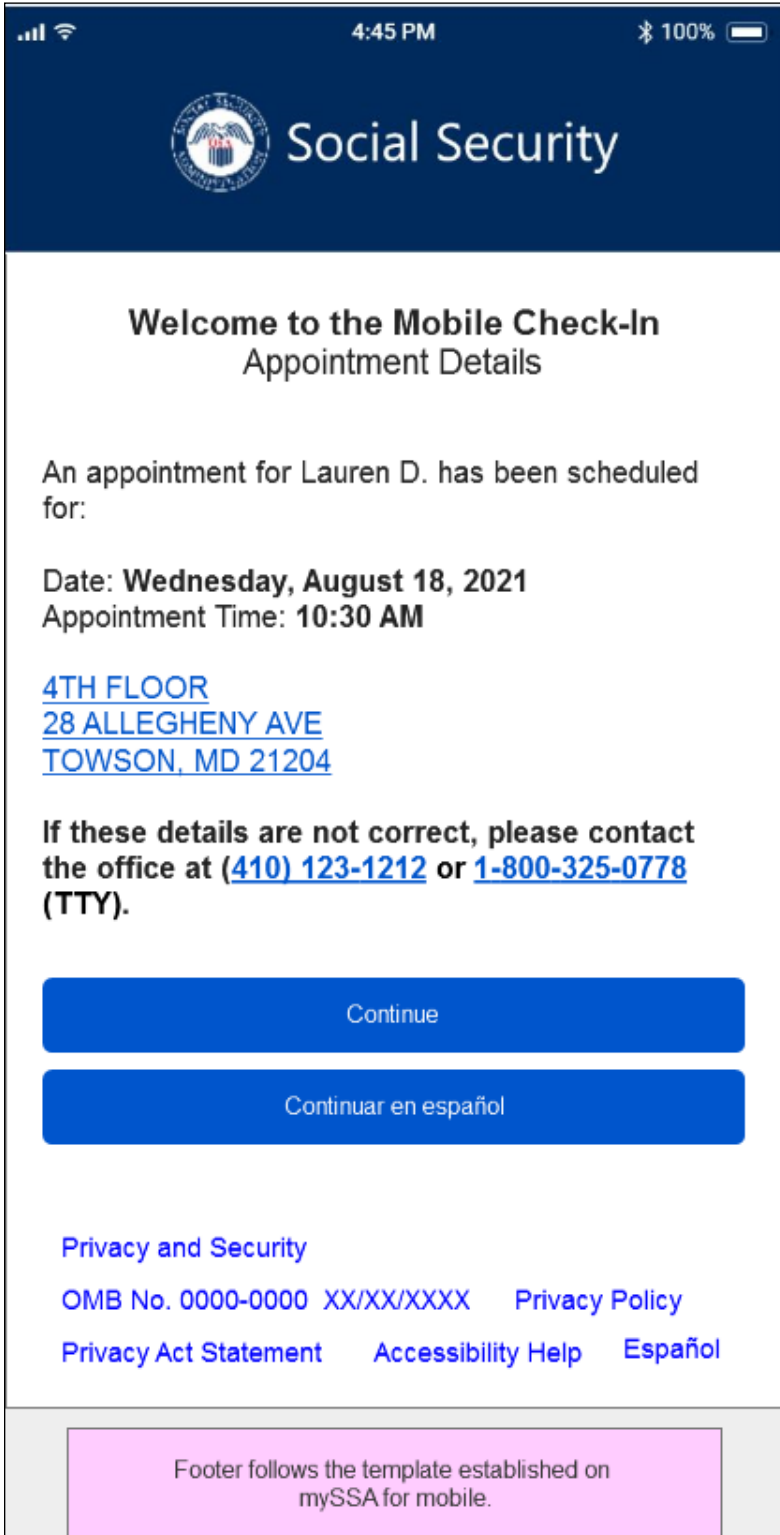 4:45 PM
100%
Social Security
Welcome to the Mobile Check-In
Appointment Details
An appointment for Lauren D. has been scheduled
for:
Date: Wednesday, August 18, 2021
Appointment Time: 10:30 AM
4TH FLOOR
28 ALLEGHENY AVE
TOWSON, MD 21204
If these details are not correct, please contact
the office at (410) 123-1212 or 1-800-325-0778
(TTY).
Continue
Continuar en español
Privacy and Security
OMB No. 0000-0000 XX/XX/XXXX Privacy Policy
Privacy Act Statement Accessibility Help Español
Footer follows the template established on
mySSA for mobile.